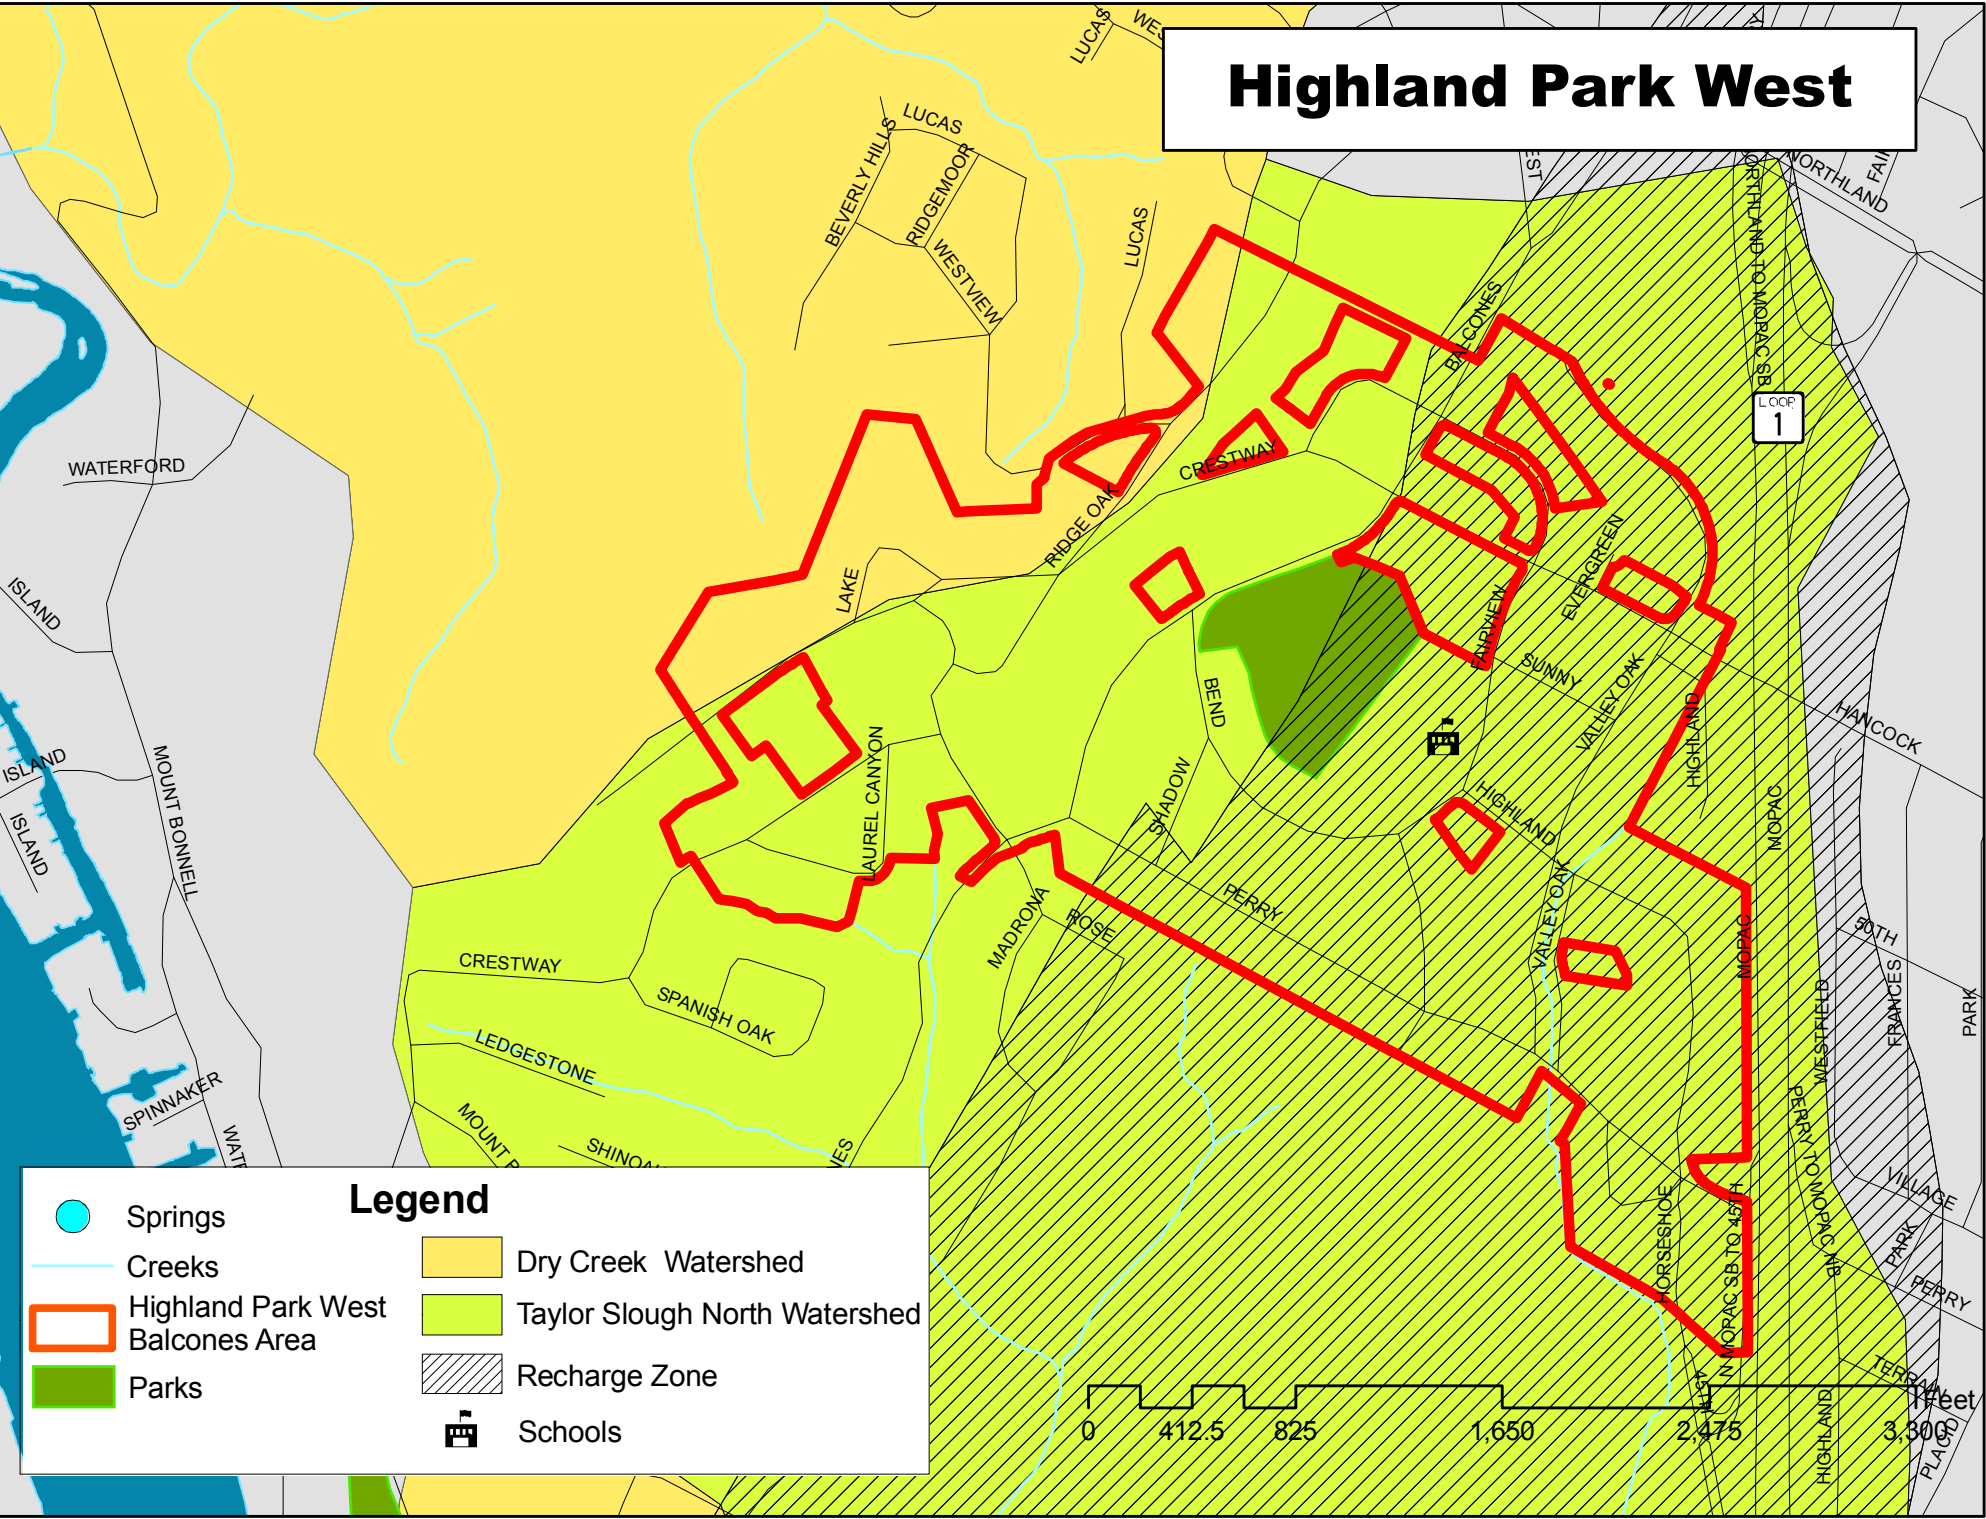 Highland Park West
LUCAS
LUCAS
BEVERLY HILLS
RIDGEMOOR
WESTVIEW
LUCAS
NORTHLAND
BALCONES
LOOP
1
WATERFORD
CRESTWAY
RIDGE OAK
ISLAND
LAKE
EVERGREEN
FAIRVIEW
SUNNY
VALLEY OAK
BEND
HIGHLAND
HANCOCK
ISLAND
MOUNT BONNELL
LAUREL CANYON
SHADOW
HIGHLAND
MOPAC
ISLAND
VALLEY OAK
PERRY
ROSE
MADRONA
MOPAC
50TH
FRANCES
PARK
WESTFIELD
CRESTWAY
SPANISH OAK
LEDGESTONE
SPINNAKER
PERRY TO MOPAC NB
VILLAGE
PARK
PERRY
HORSESHOE
N MOPAC SB TO 45TH
45TH
TERRAIN
HIGHLAND
PLACID
Legend
Springs
Creeks
Highland Park West
Balcones Area
Parks
Dry Creek Watershed
Taylor Slough North Watershed
Recharge Zone
Schools
Feet
0 412.5 825 1,650 2,475 3,300